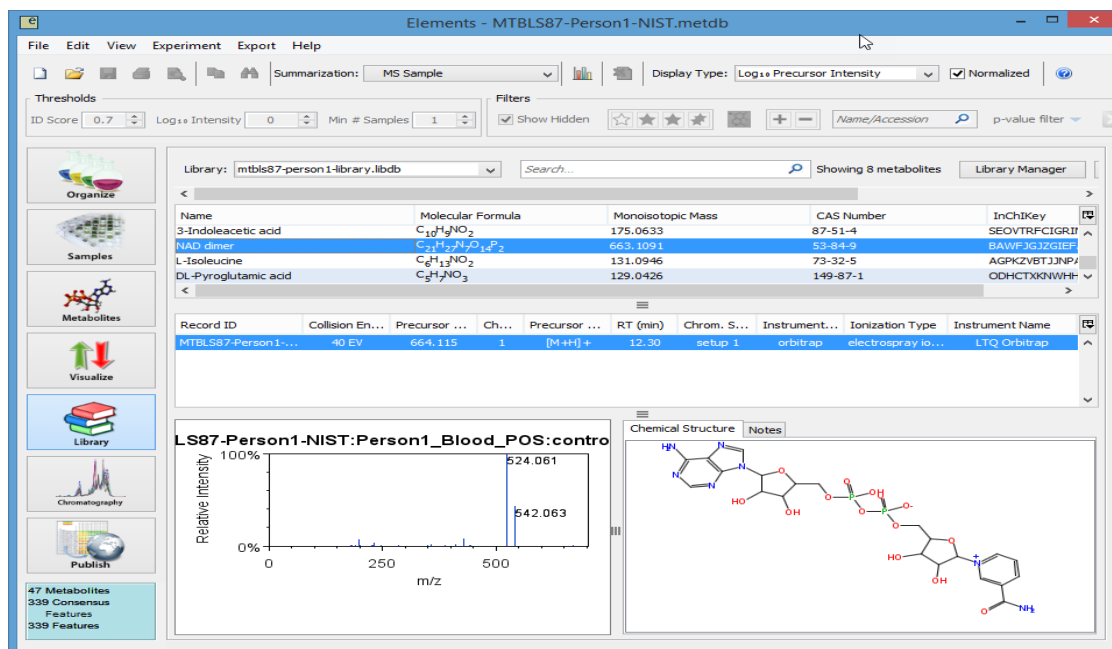 Elements - MTBLS87-Person1-NIST.metdb
File Edit View Experiment Export Help
Summarization: MS Sample Display Type: Log₁₀ Precursor Intensity Normalized
Thresholds Filters
ID Score 0.7 Log₁₀ Intensity 0 Min # Samples 1 Show Hidden Name/Accession p-value filter
Organize
Samples
Metabolites
Visualize
Library
Chromatography
Publish
47 Metabolites
339 Consensus
Features
339 Features
Library: mtbls87-person1-library.libdb Search... Showing 8 metabolites Library Manager
Name Molecular Formula Monoisotopic Mass CAS Number InChIKey
3-Indoleacetic acid C₁₀H₉NO₂ 175.0633 87-51-4 SEOVTRFCIGRI
NAD dimer C₂₁H₂₇N₇O₁₄P₂ 663.1091 53-84-9 BAWFJGJZGIEF
L-Isoleucine C₆H₁₃NO₂ 131.0946 73-32-5 AGPKZVBTJJNP
DL-Pyroglutamic acid C₅H₇NO₃ 129.0426 149-87-1 ODHCTXKNWHH
Record ID Collision En... Precursor ... Ch... Precursor ... RT (min) Chrom. S... Instrument... Ionization Type Instrument Name
MTBLS87-Person1-... 40 EV 664.115 1 [M+H]+ 12.30 setup 1 orbitrap electrospray io... LTQ Orbitrap
LS87-Person1-NIST:Person1_Blood_POS:contro
Relative Intensity
100%
0%
524.061
542.063
0 250 500
m/z
Chemical Structure Notes
H₂N
N
N
N
N
O
HO
OH
O
O
P
OH
O
P
O-
O
O
HO
OH
N+
O
NH₂